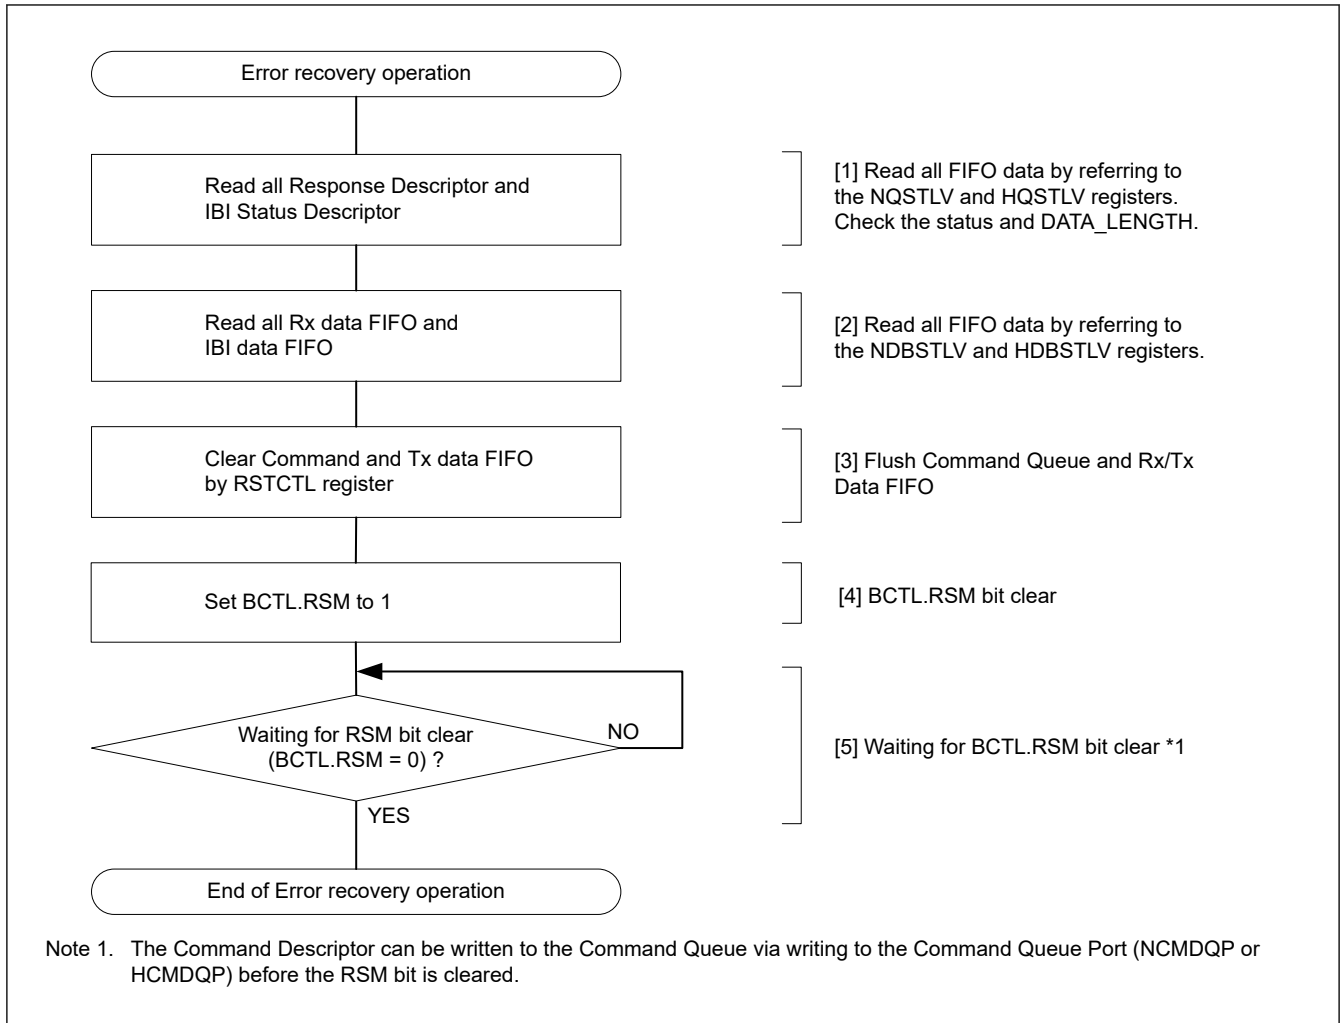 Error recovery operation
Read all Response Descriptor and
IBI Status Descriptor
[1] Read all FIFO data by referring to
the NQSTLV and HQSTLV registers.
Check the status and DATA_LENGTH.
Read all Rx data FIFO and
IBI data FIFO
[2] Read all FIFO data by referring to
the NDBSTLV and HDBSTLV registers.
Clear Command and Tx data FIFO
by RSTCTL register
[3] Flush Command Queue and Rx/Tx
Data FIFO
Set BCTL.RSM to 1
[4] BCTL.RSM bit clear
Waiting for RSM bit clear
(BCTL.RSM = 0) ?
NO
[5] Waiting for BCTL.RSM bit clear *1
YES
End of Error recovery operation
Note 1. The Command Descriptor can be written to the Command Queue via writing to the Command Queue Port (NCMDQP or
HCMDQP) before the RSM bit is cleared.